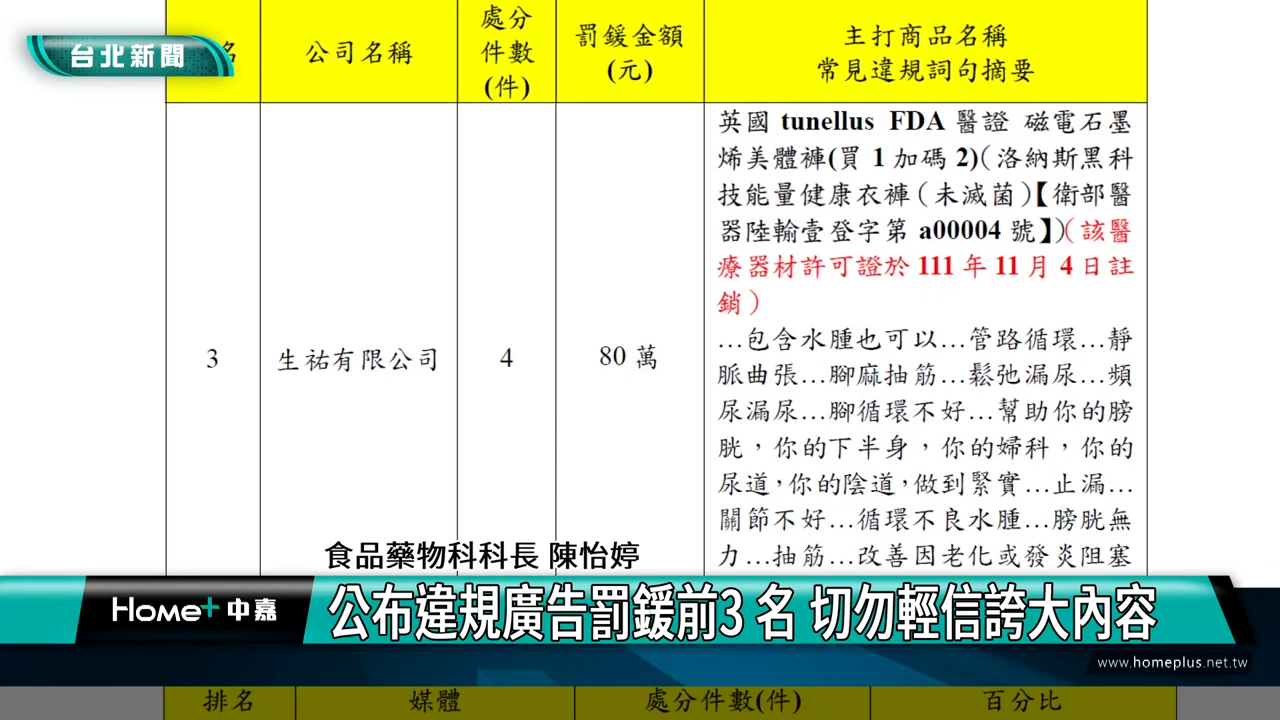 台北新聞
名
公司名稱
處分
件數
(件)
罰鍰金額
(元)
主打商品名稱
常見違規詞句摘要
3
生祐有限公司
4
80 萬
英國 tunellus FDA 醫證 磁電石墨
烯美體褲(買 1 加碼 2)(洛納斯黑科
技能量健康衣褲(未滅菌)【衛部醫
器陸輸壹登字第 a00004 號】)(該醫
療器材許可證於 111 年 11 月 4 日註
銷)
…包含水腫也可以…管路循環…靜
脈曲張…腳麻抽筋…鬆弛漏尿…頻
尿漏尿…腳循環不好…幫助你的膀
胱，你的下半身，你的婦科，你的
尿道，你的陰道，做到緊實…止漏…
關節不好…循環不良水腫…膀胱無
力…抽筋…改善因老化或發炎阻塞
食品藥物科科長 陳怡婷
Home+ 中嘉
公布違規廣告罰鍰前3 名 切勿輕信誇大內容
www.homeplus.net.tw
排名
媒體
處分件數(件)
百分比